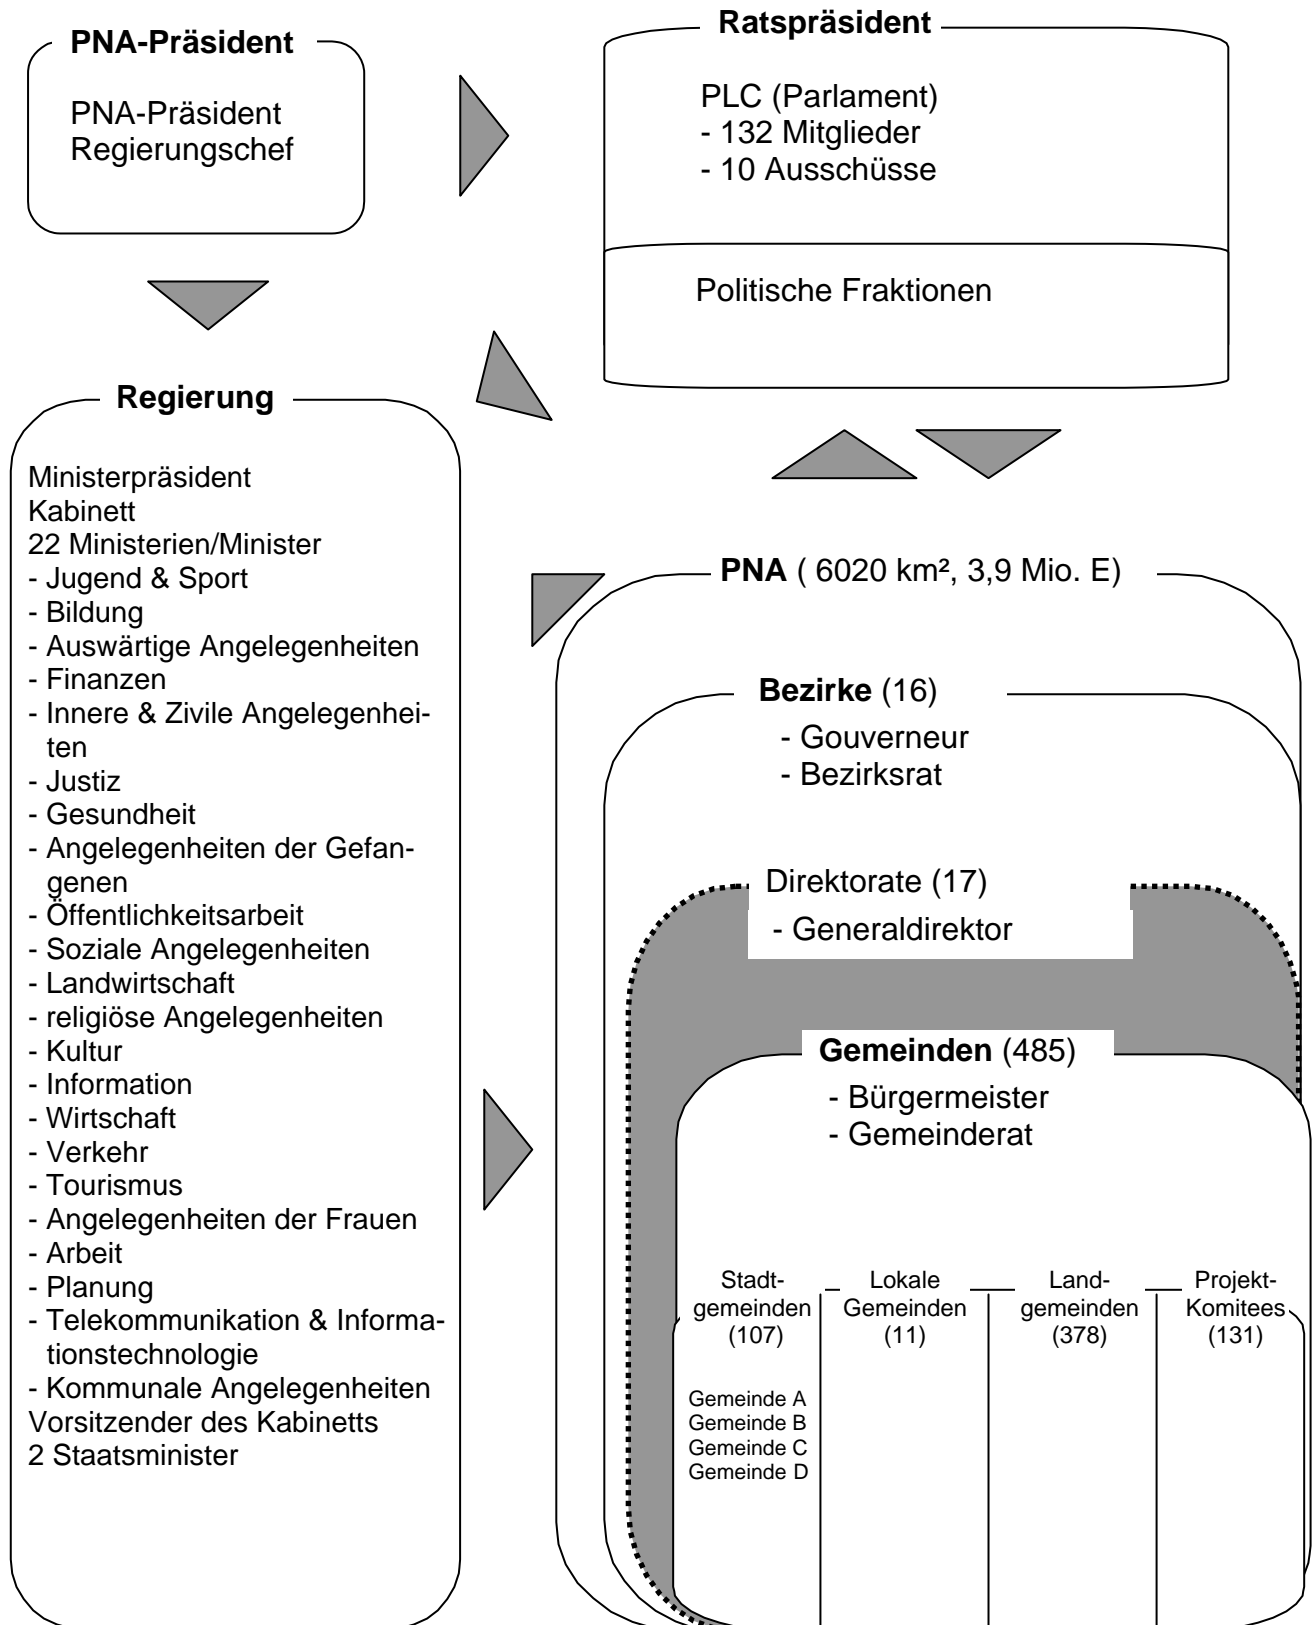 PNA-Präsident
PNA-Präsident
Regierungschef
Ratspräsident
PLC (Parlament)
- 132 Mitglieder
- 10 Ausschüsse
Politische Fraktionen
Regierung
Ministerpräsident
Kabinett
22 Ministerien/Minister
- Jugend & Sport
- Bildung
- Auswärtige Angelegenheiten
- Finanzen
- Innere & Zivile Angelegenhei-
ten
- Justiz
- Gesundheit
- Angelegenheiten der Gefan-
genen
- Öffentlichkeitsarbeit
- Soziale Angelegenheiten
- Landwirtschaft
- religiöse Angelegenheiten
- Kultur
- Information
- Wirtschaft
- Verkehr
- Tourismus
- Angelegenheiten der Frauen
- Arbeit
- Planung
- Telekommunikation & Informa-
tionstechnologie
- Kommunale Angelegenheiten
Vorsitzender des Kabinetts
2 Staatsminister
PNA ( 6020 km², 3,9 Mio. E)
Bezirke (16)
- Gouverneur
- Bezirksrat
Direktorate (17)
- Generaldirektor
Gemeinden (485)
- Bürgermeister
- Gemeinderat
Stadt-
gemeinden
(107)
Gemeinde A
Gemeinde B
Gemeinde C
Gemeinde D
Lokale
Gemeinden
(11)
Land-
gemeinden
(378)
Projekt-
Komitees
(131)